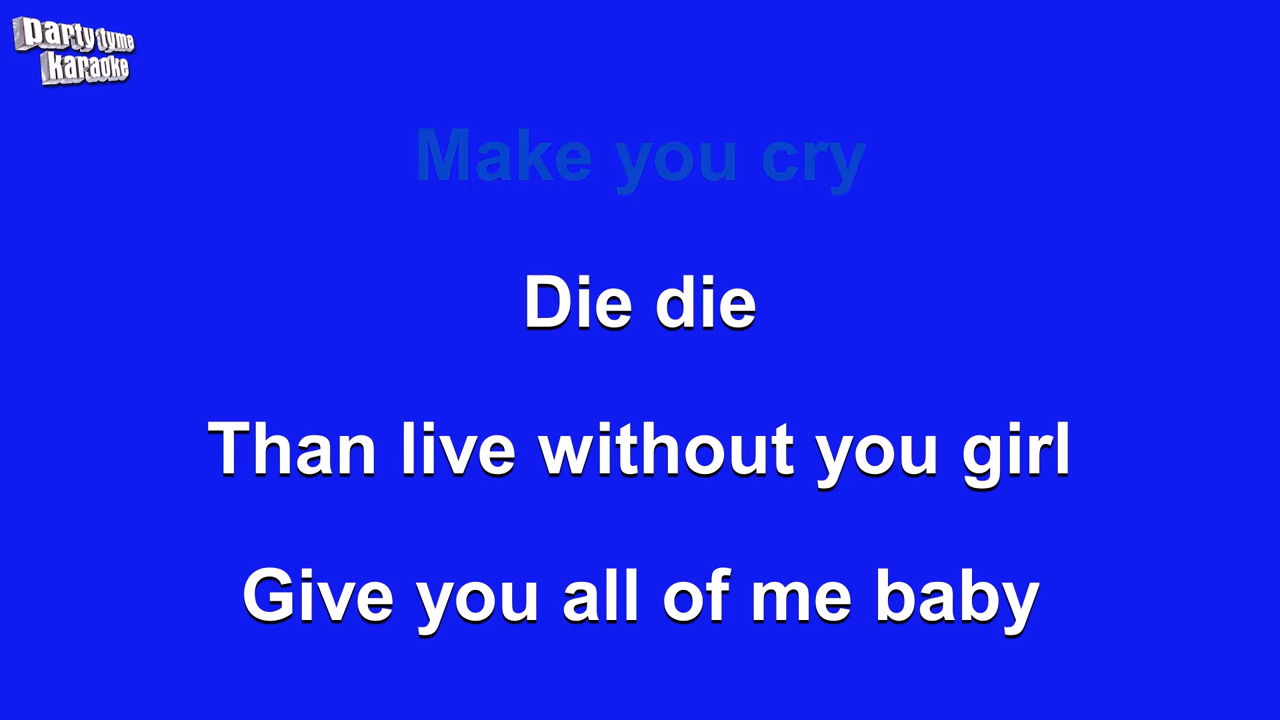 party tyme
karaoke
Make you cry
Die die
Than live without you girl
Give you all of me baby